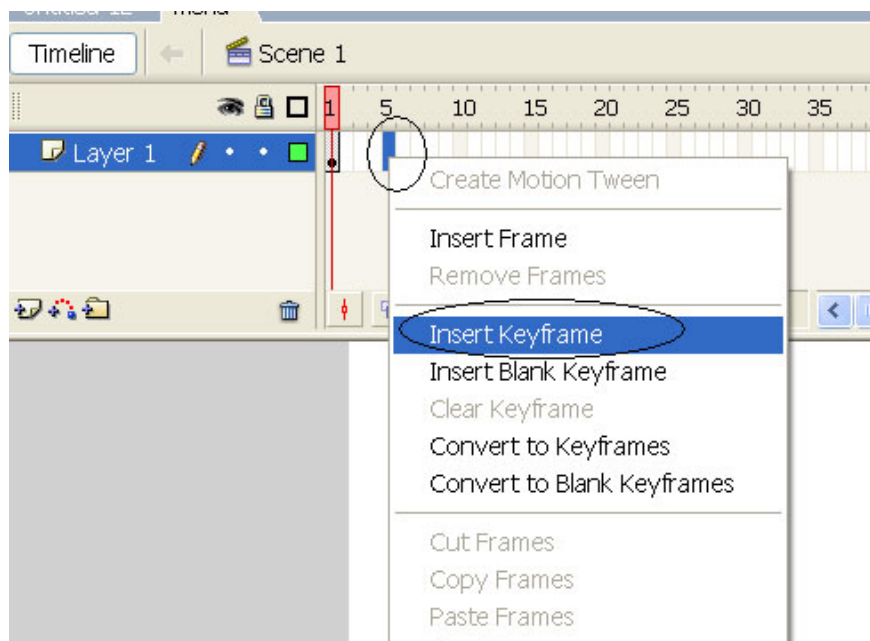 Timeline Scene 1
1 5 10 15 20 25 30 35
Layer 1
Create Motion Tween
Insert Frame
Remove Frames
Insert Keyframe
Insert Blank Keyframe
Clear Keyframe
Convert to Keyframes
Convert to Blank Keyframes
Cut Frames
Copy Frames
Paste Frames